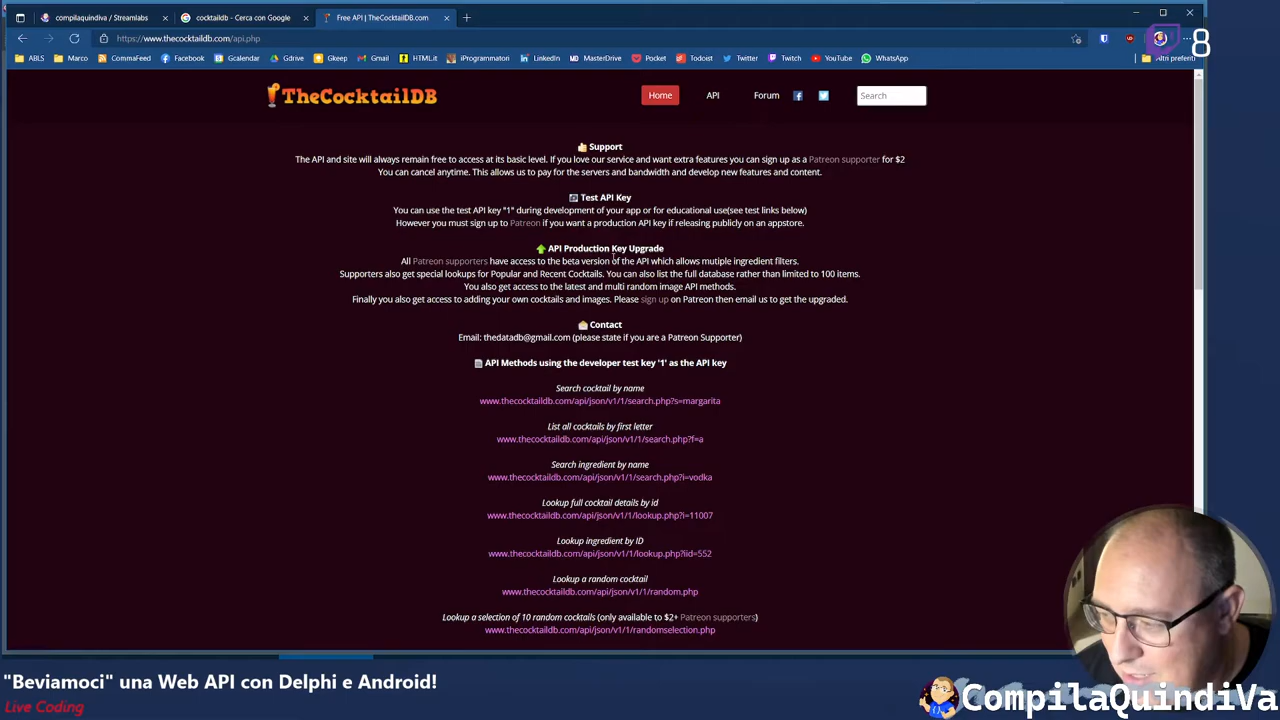 compilaquindiva / Streamlabs
cocktaildb - Cerca con Google
Free API | TheCocktailDB.com
https://www.thecocktaildb.com/api.php
8
ABLS
Marco
CommaFeed
Facebook
Gcalendar
Gdrive
Gkeep
Gmail
HTML.it
iProgrammaton
LinkedIn
MasterDrive
Pocket
Todoist
Twitter
Twitch
YouTube
WhatsApp
Altri preferiti
TheCocktailDB
Home
API
Forum
Search
Support
The API and site will always remain free to access at its basic level. If you love our service and want extra features you can sign up as a Patreon supporter for $2
You can cancel anytime. This allows us to pay for the servers and bandwidth and develop new features and content.
Test API Key
You can use the test API key "1" during development of your app or for educational use(see test links below)
However you must sign up to Patreon if you want a production API key if releasing publicly on an appstore.
API Production Key Upgrade
All Patreon supporters have access to the beta version of the API which allows mutiple ingredient filters.
Supporters also get special lookups for Popular and Recent Cocktails. You can also list the full database rather than limited to 100 items.
You also get access to the latest and multi random image API methods.
Finally you also get access to adding your own cocktails and images. Please sign up on Patreon then email us to get the upgraded.
Contact
Email: thedatadb@gmail.com (please state if you are a Patreon Supporter)
API Methods using the developer test key '1' as the API key
Search cocktail by name
www.thecocktaildb.com/api/json/v1/1/search.php?s=margarita
List all cocktails by first letter
www.thecocktaildb.com/api/json/v1/1/search.php?f=a
Search ingredient by name
www.thecocktaildb.com/api/json/v1/1/search.php?i=vodka
Lookup full cocktail details by id
www.thecocktaildb.com/api/json/v1/1/lookup.php?i=11007
Lookup ingredient by ID
www.thecocktaildb.com/api/json/v1/1/lookup.php?iid=552
Lookup a random cocktail
www.thecocktaildb.com/api/json/v1/1/random.php
Lookup a selection of 10 random cocktails (only available to $2+ Patreon supporters)
www.thecocktaildb.com/api/json/v1/1/randomselection.php
"Beviamoci" una Web API con Delphi e Android!
Live Coding
CompilaQuindiVa